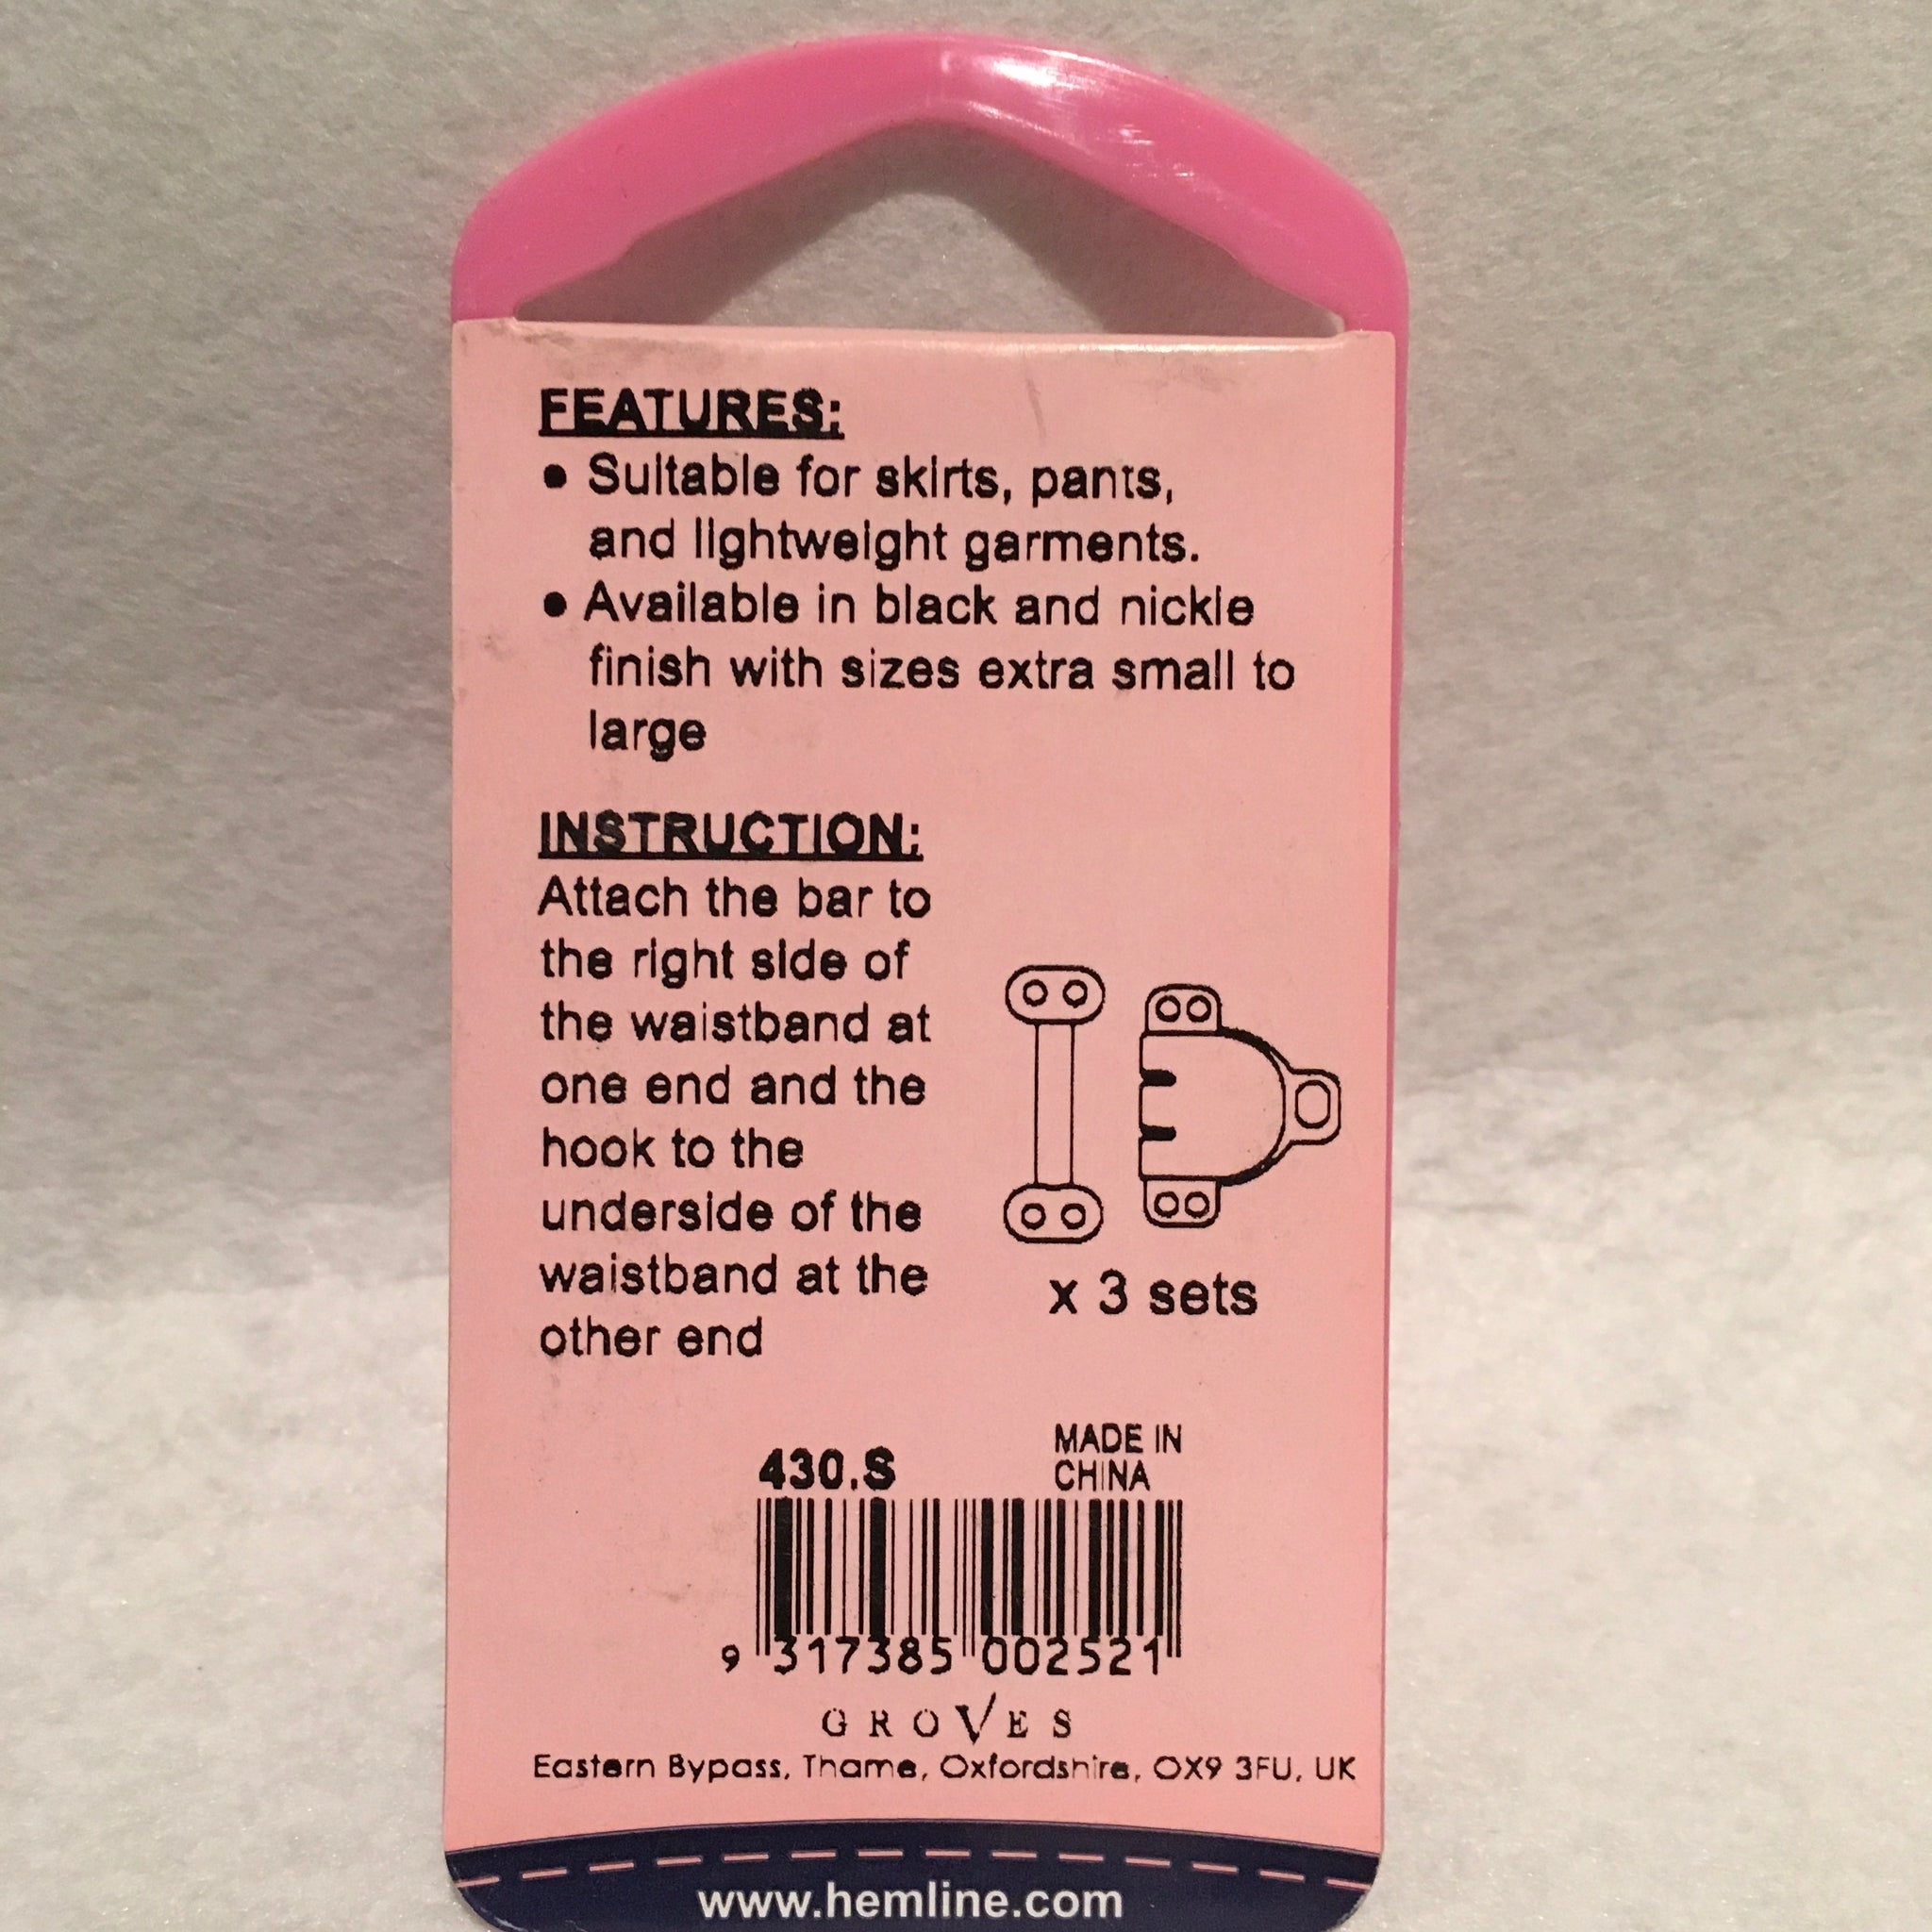 FEATURES:
• Suitable for skirts, pants,
and lightweight garments.
• Available in black and nickle
finish with sizes extra small to
large
INSTRUCTION:
Attach the bar to
the right side of
the waistband at
one end and the
hook to the
underside of the
waistband at the
other end
x 3 sets
430.S
MADE IN
CHINA
9 317385 002521
GROVES
Eastern Bypass, Thame, Oxfordshire, OX9 3FU, UK
www.hemline.com